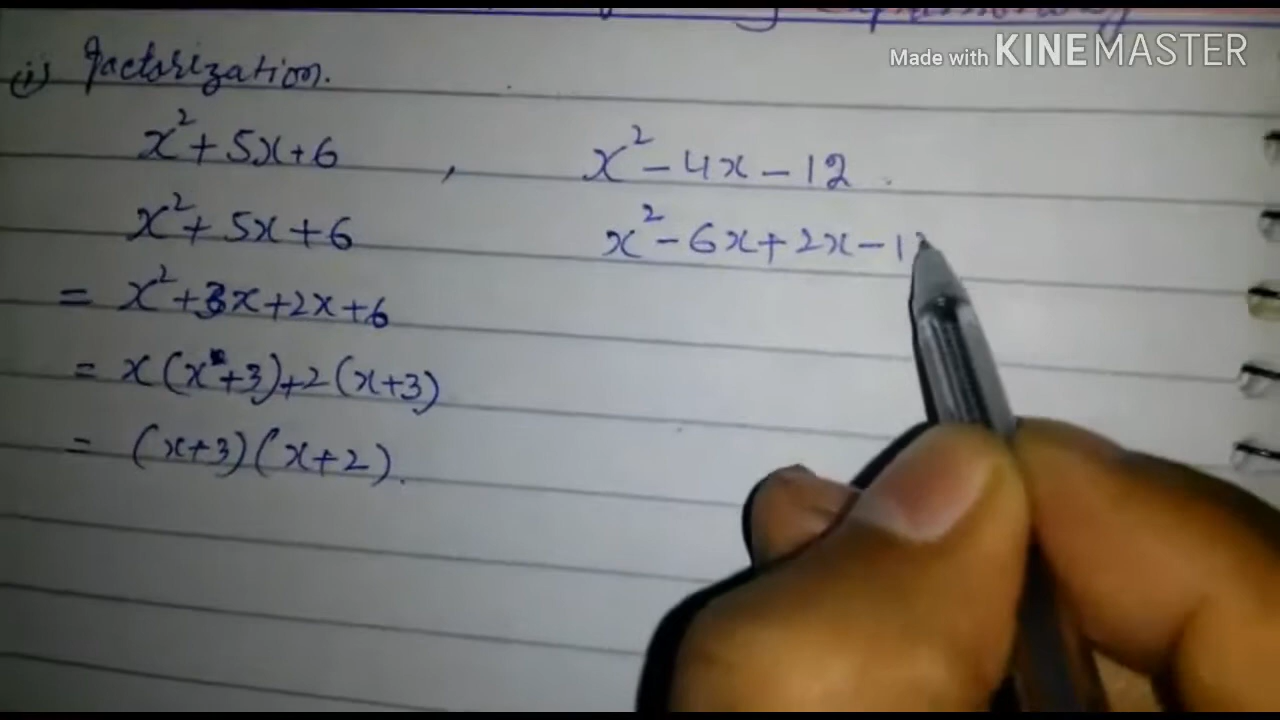 Made with KINEMASTER
(i) Factorization.
x² + 5x + 6 , x² - 4x - 12 .
x² + 5x + 6
x² - 6x + 2x - 1
= x² + 3x + 2x + 6
= x (x + 3) + 2 (x + 3)
= (x + 3) (x + 2).